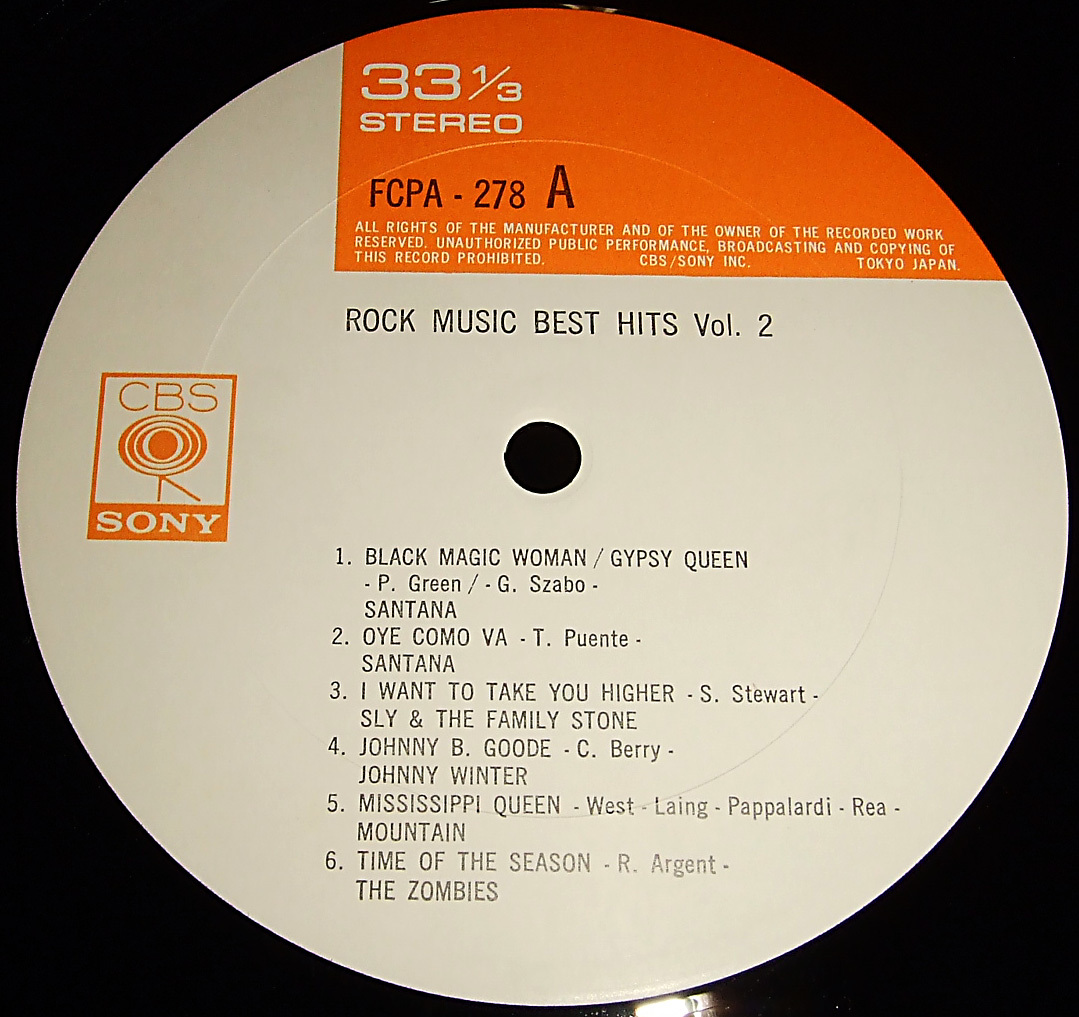 33 1/3
STEREO
FCPA - 278 A
ALL RIGHTS OF THE MANUFACTURER AND OF THE OWNER OF THE RECORDED WORK
RESERVED. UNAUTHORIZED PUBLIC PERFORMANCE, BROADCASTING AND COPYING OF
THIS RECORD PROHIBITED. CBS/SONY INC. TOKYO JAPAN.
ROCK MUSIC BEST HITS Vol. 2
CBS
SONY
1. BLACK MAGIC WOMAN / GYPSY QUEEN
- P. Green / - G. Szabo -
SANTANA
2. OYE COMO VA - T. Puente -
SANTANA
3. I WANT TO TAKE YOU HIGHER - S. Stewart -
SLY & THE FAMILY STONE
4. JOHNNY B. GOODE - C. Berry -
JOHNNY WINTER
5. MISSISSIPPI QUEEN - West - Laing - Pappalardi - Rea -
MOUNTAIN
6. TIME OF THE SEASON - R. Argent -
THE ZOMBIES